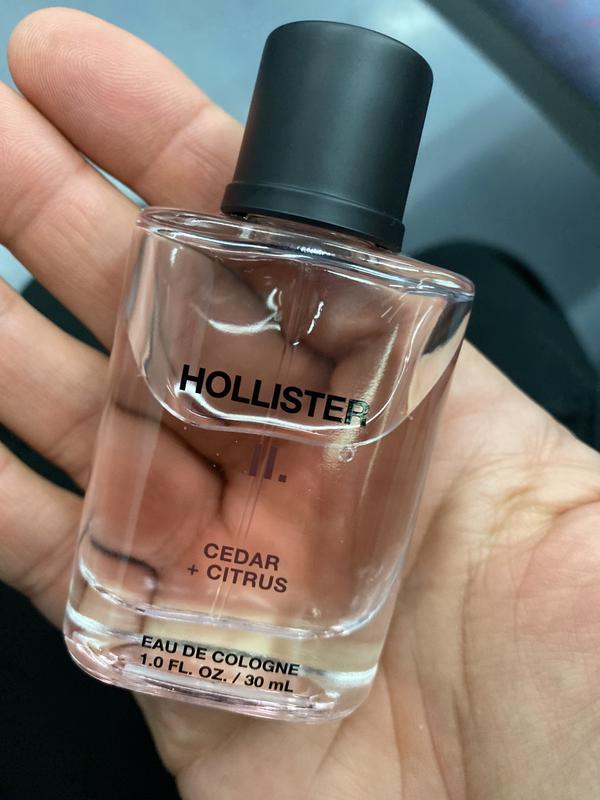 HOLLISTER
II.
CEDAR
+ CITRUS
EAU DE COLOGNE
1.0 FL. OZ. / 30 mL